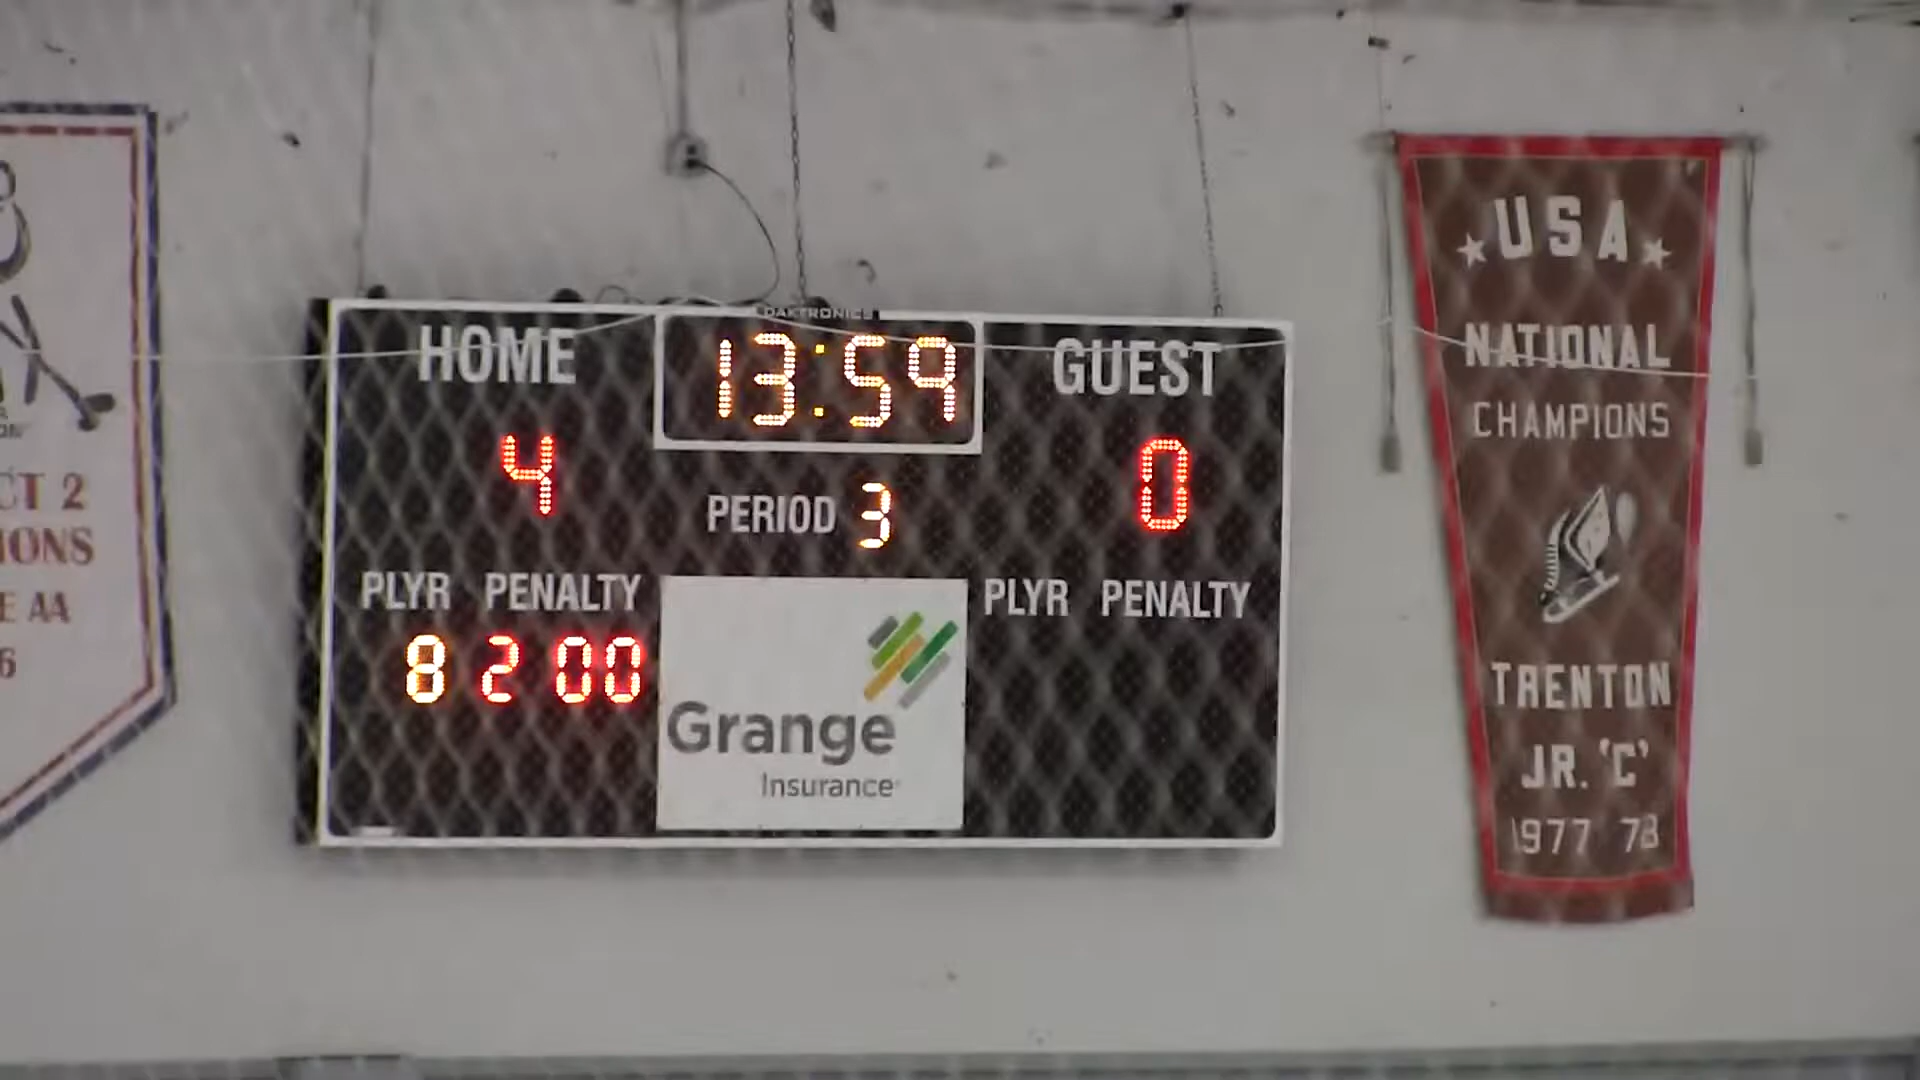 CT 2
IONS
E AA
6
DAKTRONICS
HOME
13:59
GUEST
4
PERIOD 3
0
PLYR PENALTY
8 2 00
PLYR PENALTY
Grange
Insurance
USA
NATIONAL
CHAMPIONS
TRENTON
JR. 'C'
1977 78